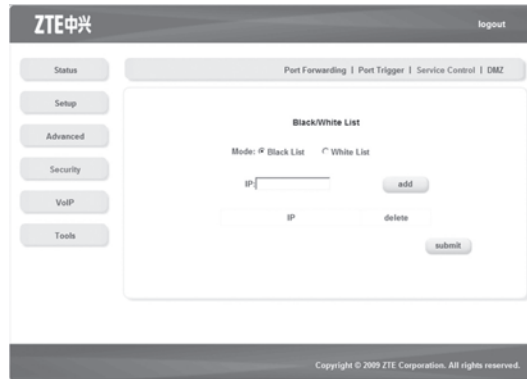 ZTE中兴
logout
Status
Port Forwarding | Port Trigger | Service Control | DMZ
Setup
Black/White List
Advanced
Mode: Black List White List
Security
IP:
add
VoIP
IP delete
Tools
submit
Copyright © 2009 ZTE Corporation. All rights reserved.